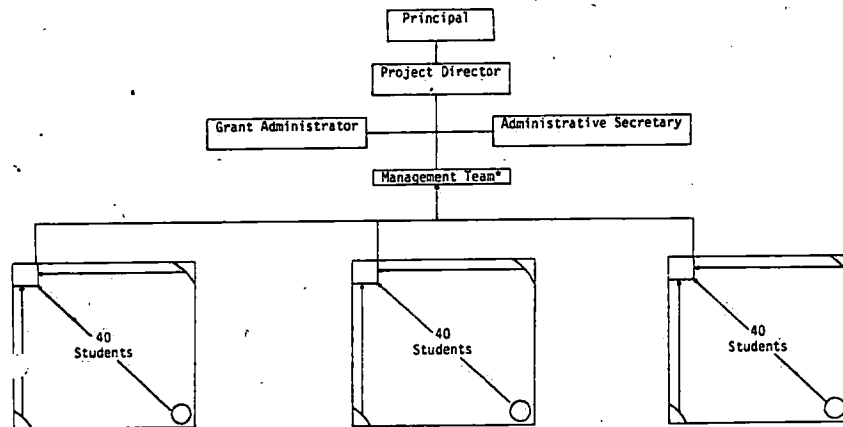 Principal
Project Director
Grant Administrator
Administrative Secretary
Management Team*
40
Students
40
Students
40
Students